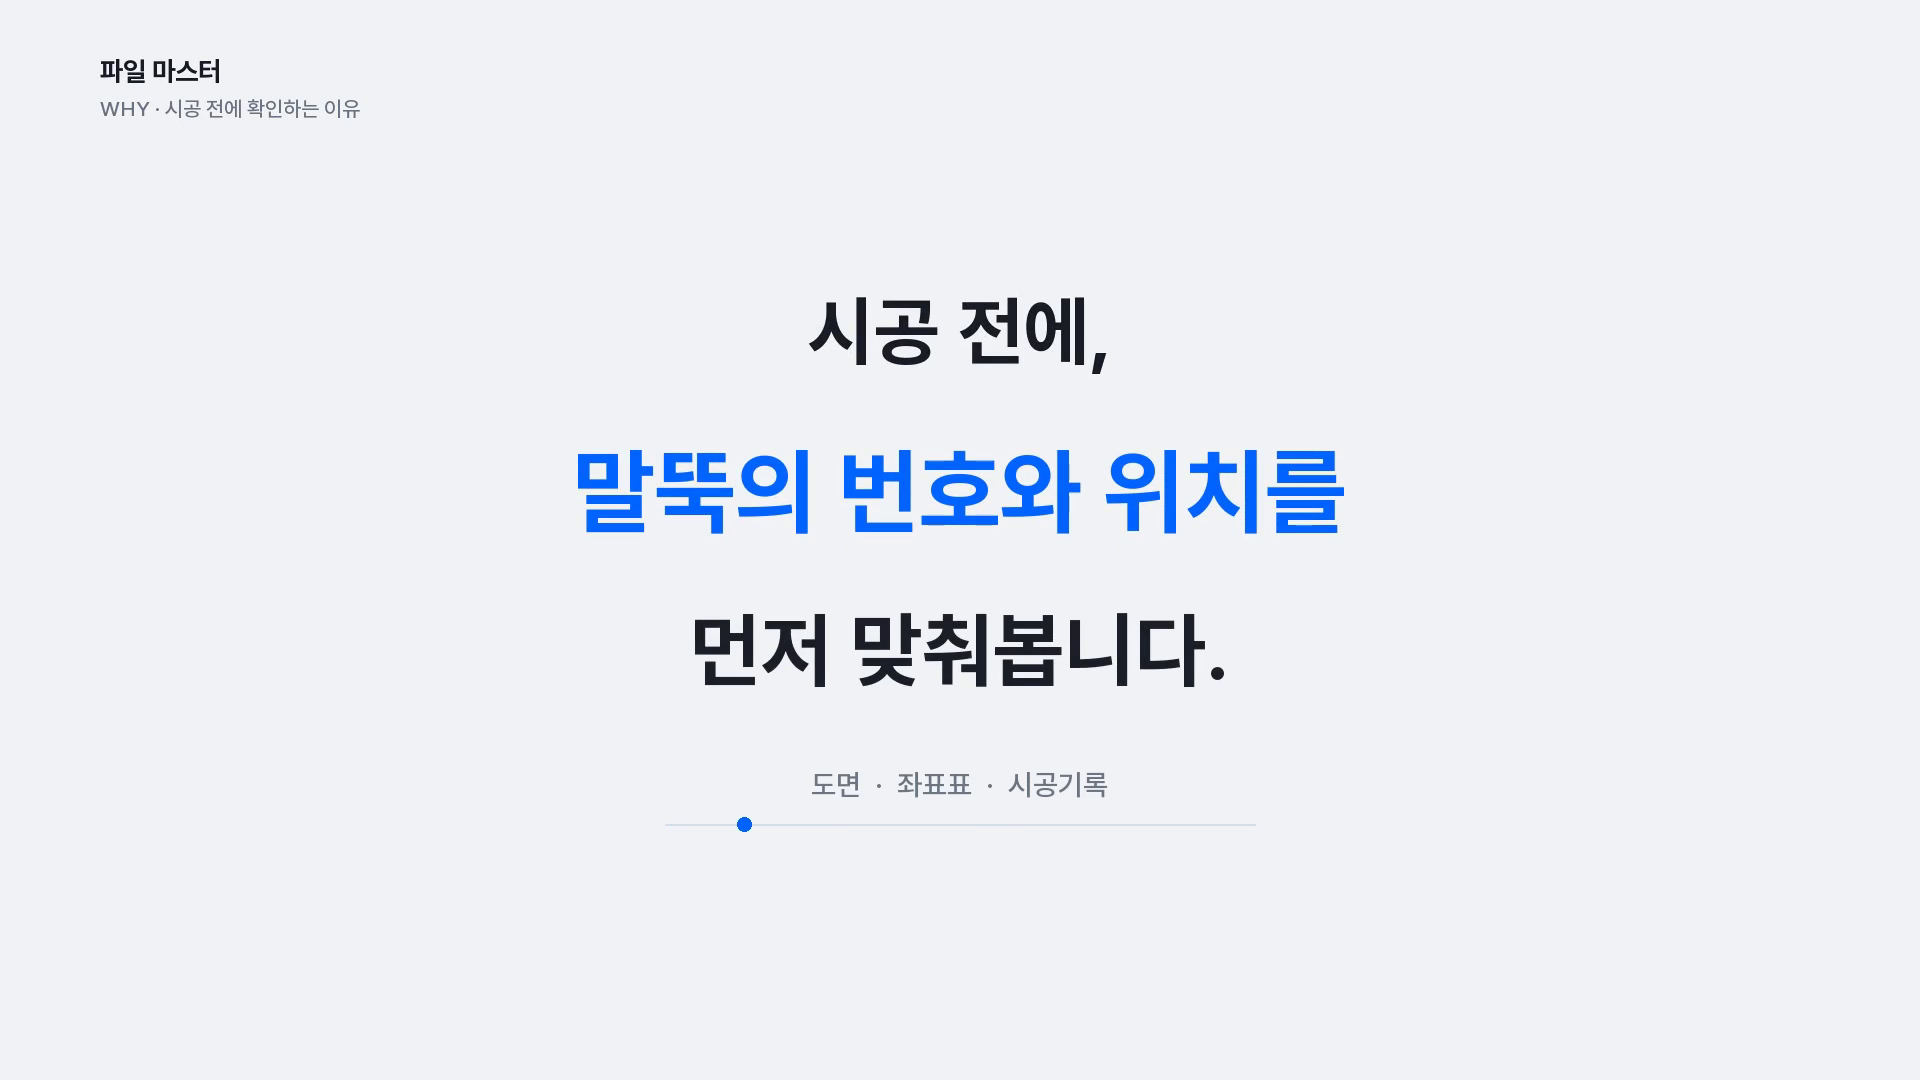 파일 마스터
WHY · 시공 전에 확인하는 이유
시공 전에,
말뚝의 번호와 위치를
먼저 맞춰봅니다.
도면 · 좌표표 · 시공기록